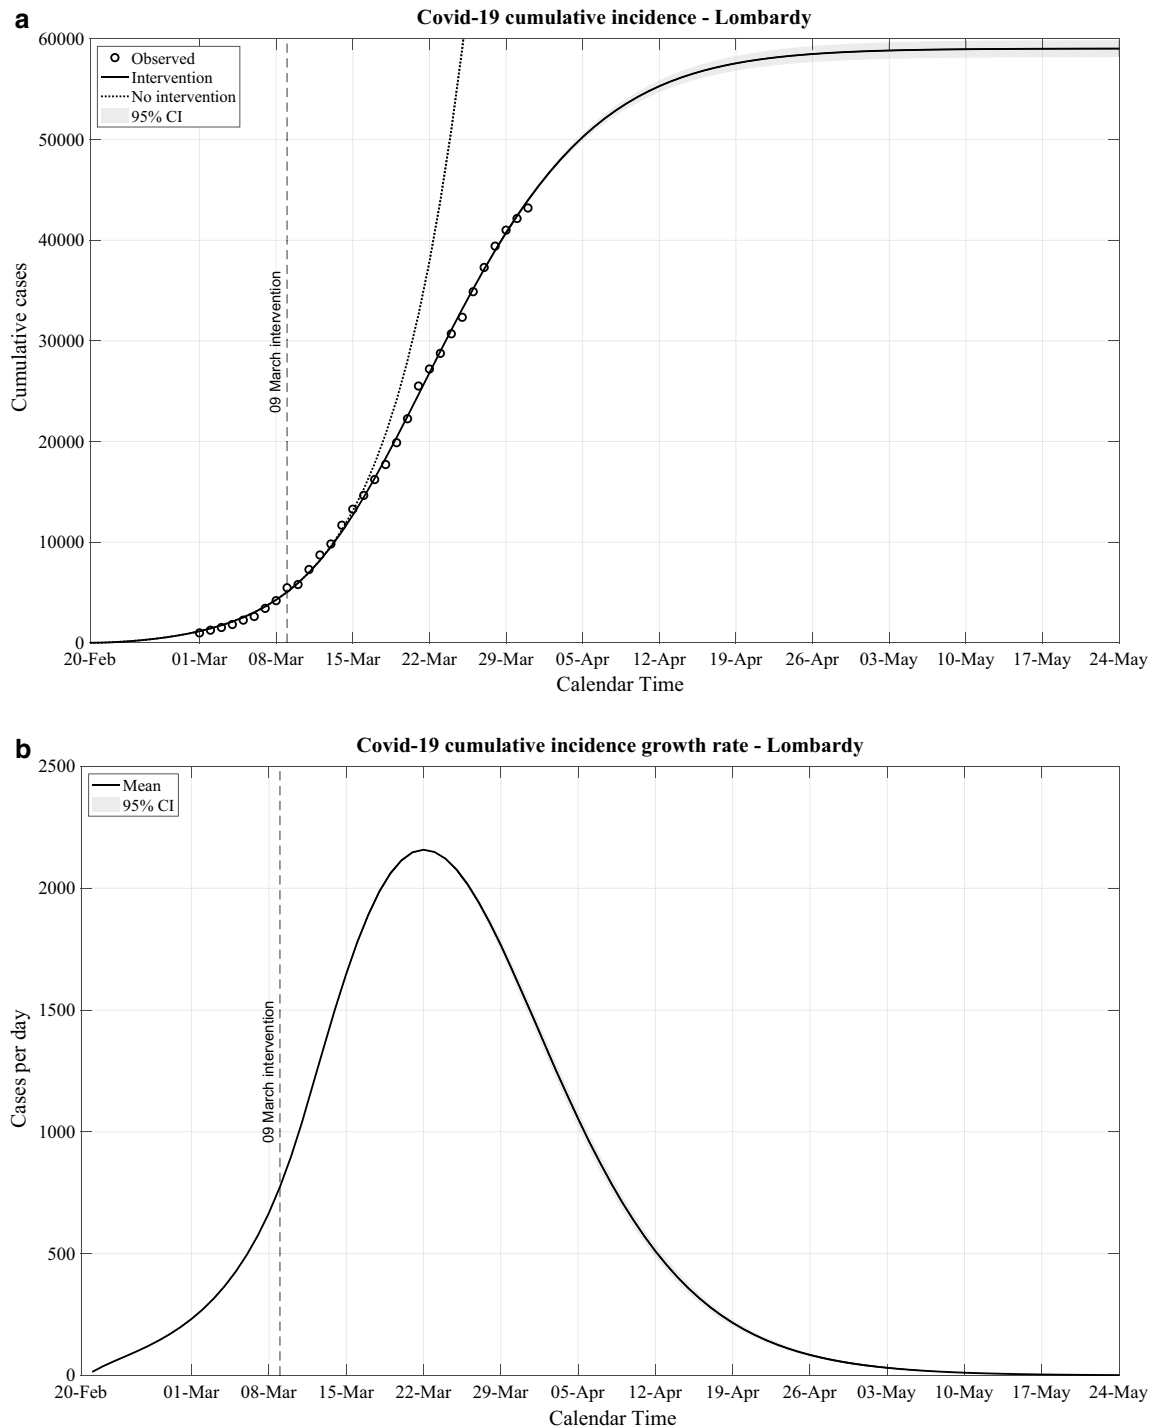 a
Covid-19 cumulative incidence - Lombardy
60000
50000
40000
30000
20000
10000
0
Cumulative cases
Observed
Intervention
No intervention
95% CI
09 March intervention
20-Feb 01-Mar 08-Mar 15-Mar 22-Mar 29-Mar 05-Apr 12-Apr 19-Apr 26-Apr 03-May 10-May 17-May 24-May
Calendar Time
b
Covid-19 cumulative incidence growth rate - Lombardy
2500
2000
1500
1000
500
0
Cases per day
Mean
95% CI
09 March intervention
20-Feb 01-Mar 08-Mar 15-Mar 22-Mar 29-Mar 05-Apr 12-Apr 19-Apr 26-Apr 03-May 10-May 17-May 24-May
Calendar Time